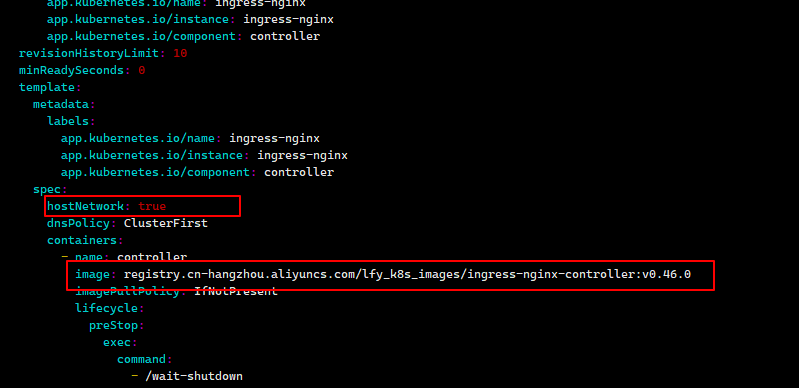 app.kubernetes.io/name: ingress-nginx
app.kubernetes.io/instance: ingress-nginx
app.kubernetes.io/component: controller
revisionHistoryLimit: 10
minReadySeconds: 0
template:
metadata:
labels:
app.kubernetes.io/name: ingress-nginx
app.kubernetes.io/instance: ingress-nginx
app.kubernetes.io/component: controller
spec:
hostNetwork: true
dnsPolicy: ClusterFirst
containers:
- name: controller
image: registry.cn-hangzhou.aliyuncs.com/lfy_k8s_images/ingress-nginx-controller:v0.46.0
imagePullPolicy: IfNotPresent
lifecycle:
preStop:
exec:
command:
- /wait-shutdown